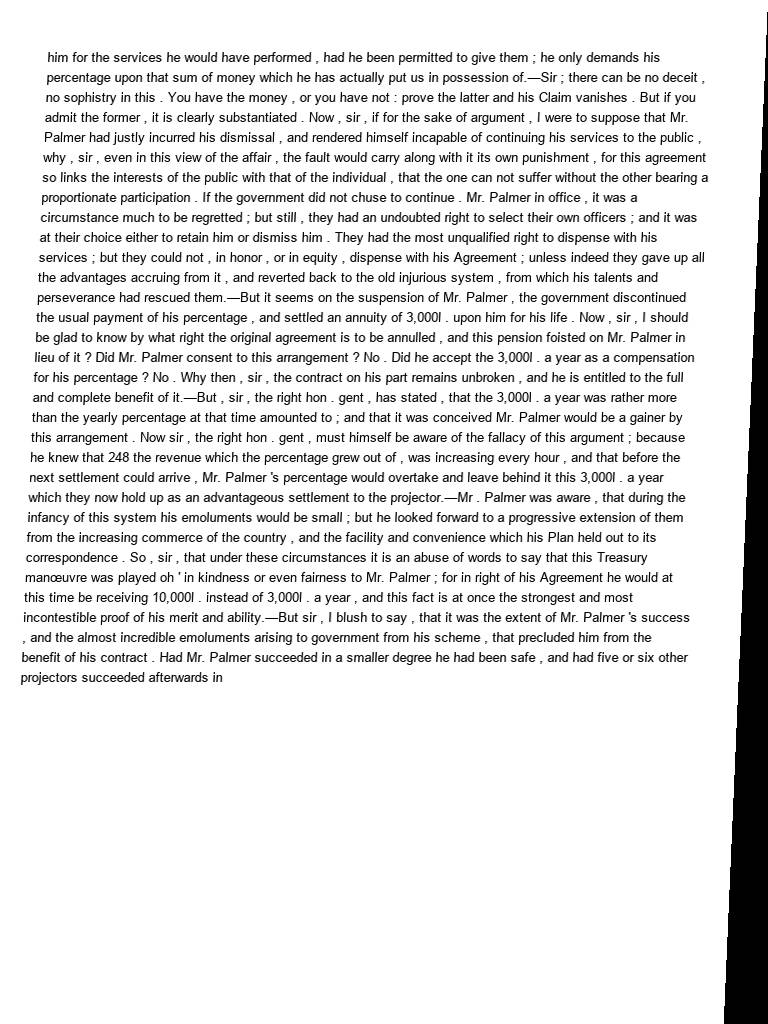 him for the services he would have performed , had he been permitted to give them ; he only demands his
percentage upon that sum of money which he has actually put us in possession of.—Sir ; there can be no deceit ,
no sophistry in this . You have the money , or you have not : prove the latter and his Claim vanishes . But if you
admit the former , it is clearly substantiated . Now , sir , if for the sake of argument , I were to suppose that Mr.
Palmer had justly incurred his dismissal , and rendered himself incapable of continuing his services to the public ,
why , sir , even in this view of the affair , the fault would carry along with it its own punishment , for this agreement
so links the interests of the public with that of the individual , that the one can not suffer without the other bearing a
proportionate participation . If the government did not chuse to continue . Mr. Palmer in office , it was a
circumstance much to be regretted ; but still , they had an undoubted right to select their own officers ; and it was
at their choice either to retain him or dismiss him . They had the most unqualified right to dispense with his
services ; but they could not , in honor , or in equity , dispense with his Agreement ; unless indeed they gave up all
the advantages accruing from it , and reverted back to the old injurious system , from which his talents and
perseverance had rescued them.—But it seems on the suspension of Mr. Palmer , the government discontinued
the usual payment of his percentage , and settled an annuity of 3,000l . upon him for his life . Now , sir , I should
be glad to know by what right the original agreement is to be annulled , and this pension foisted on Mr. Palmer in
lieu of it ? Did Mr. Palmer consent to this arrangement ? No . Did he accept the 3,000l . a year as a compensation
for his percentage ? No . Why then , sir , the contract on his part remains unbroken , and he is entitled to the full
and complete benefit of it.—But , sir , the right hon . gent , has stated , that the 3,000l . a year was rather more
than the yearly percentage at that time amounted to ; and that it was conceived Mr. Palmer would be a gainer by
this arrangement . Now sir , the right hon . gent , must himself be aware of the fallacy of this argument ; because
he knew that 248 the revenue which the percentage grew out of , was increasing every hour , and that before the
next settlement could arrive , Mr. Palmer 's percentage would overtake and leave behind it this 3,000l . a year
which they now hold up as an advantageous settlement to the projector.—Mr . Palmer was aware , that during the
infancy of this system his emoluments would be small ; but he looked forward to a progressive extension of them
from the increasing commerce of the country , and the facility and convenience which his Plan held out to its
correspondence . So , sir , that under these circumstances it is an abuse of words to say that this Treasury
manœuvre was played oh ' in kindness or even fairness to Mr. Palmer ; for in right of his Agreement he would at
this time be receiving 10,000l . instead of 3,000l . a year , and this fact is at once the strongest and most
incontestible proof of his merit and ability.—But sir , I blush to say , that it was the extent of Mr. Palmer 's success
, and the almost incredible emoluments arising to government from his scheme , that precluded him from the
benefit of his contract . Had Mr. Palmer succeeded in a smaller degree he had been safe , and had five or six other
projectors succeeded afterwards in